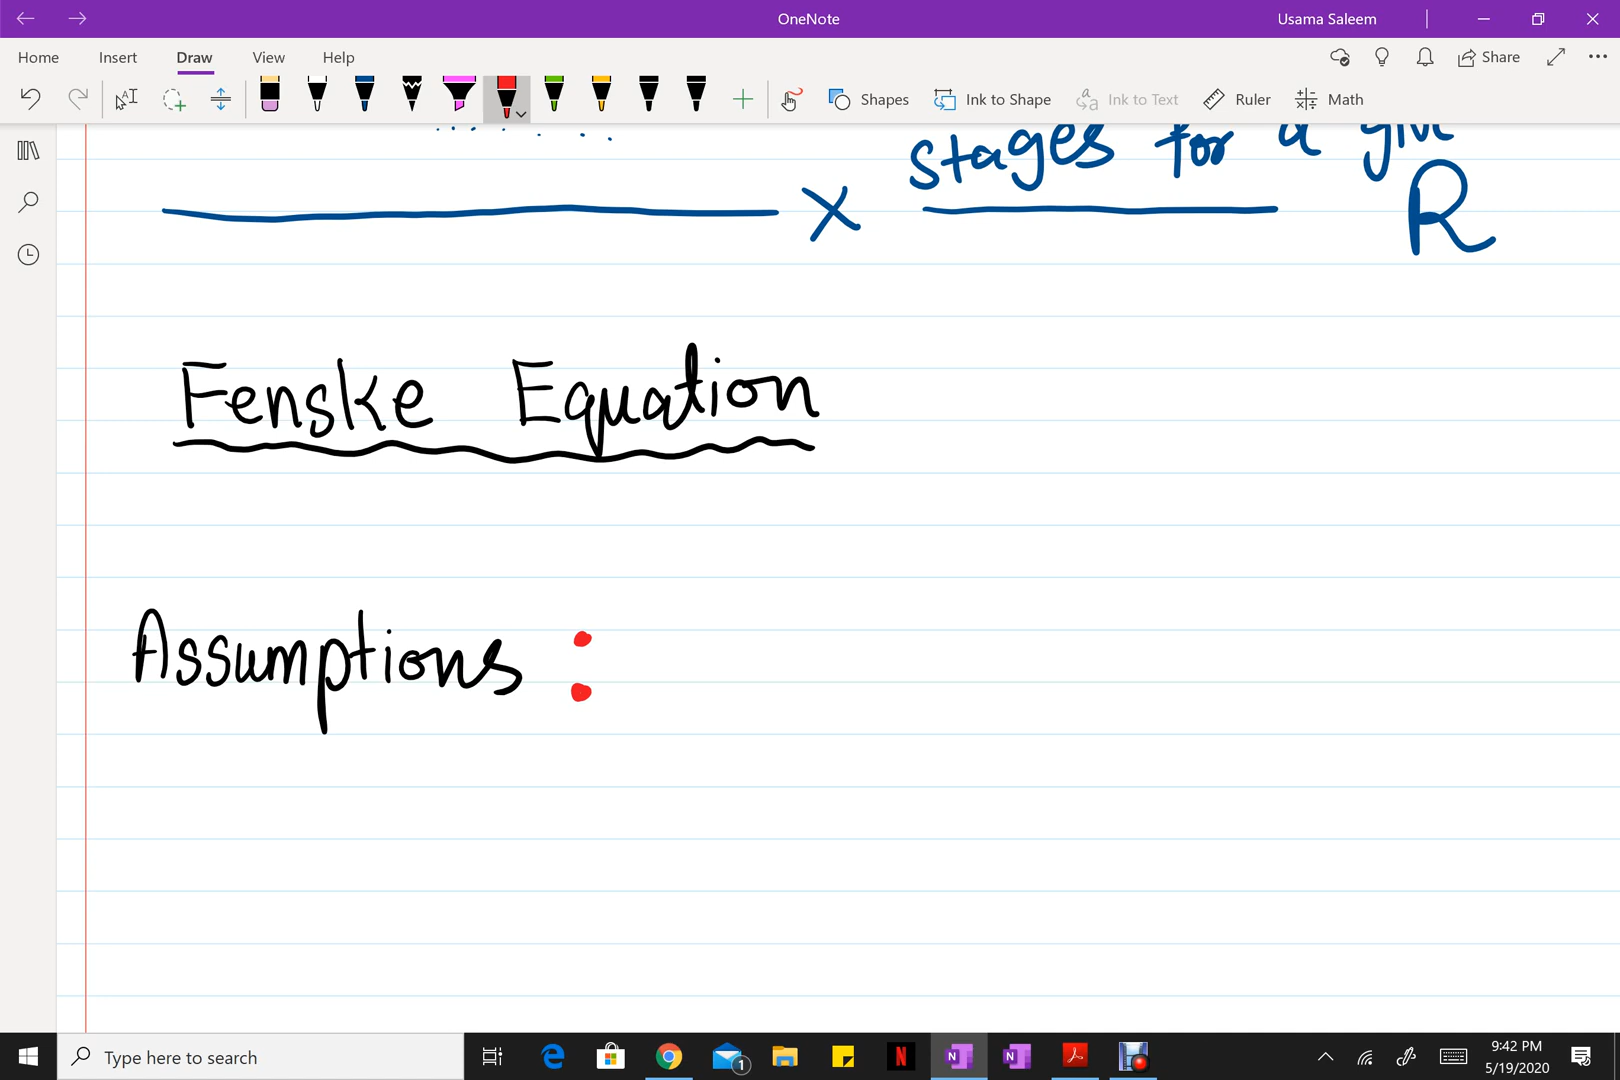 OneNote
Usama Saleem
Home Insert Draw View Help
Share
Shapes Ink to Shape Ink to Text Ruler Math
stages for a
X R
Fenske Equation
Assumptions :
Type here to search
1
9:42 PM
5/19/2020